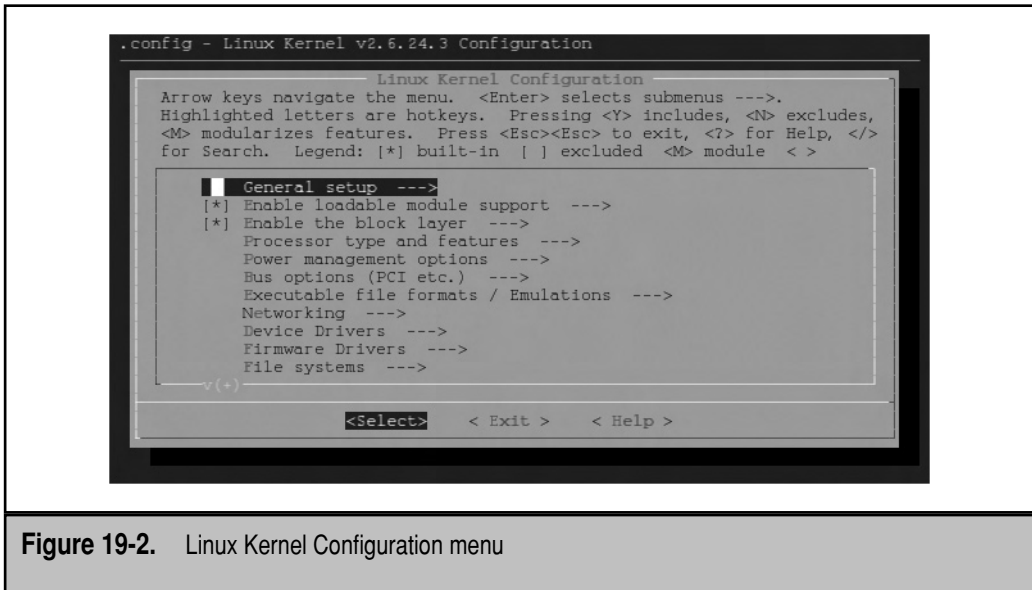 .config - Linux Kernel v2.6.24.3 Configuration
Linux Kernel Configuration
Arrow keys navigate the menu.  <Enter> selects submenus --->.
Highlighted letters are hotkeys.  Pressing <Y> includes, <N> excludes,
<M> modularizes features.  Press <Esc><Esc> to exit, <?> for Help, </>
for Search.  Legend: [*] built-in  [ ] excluded  <M> module  < >
General setup  --->
[*] Enable loadable module support  --->
[*] Enable the block layer  --->
Processor type and features  --->
Power management options  --->
Bus options (PCI etc.)  --->
Executable file formats / Emulations  --->
Networking  --->
Device Drivers  --->
Firmware Drivers  --->
File systems  --->
v(+)
<Select>    < Exit >    < Help >
Figure 19-2.    Linux Kernel Configuration menu